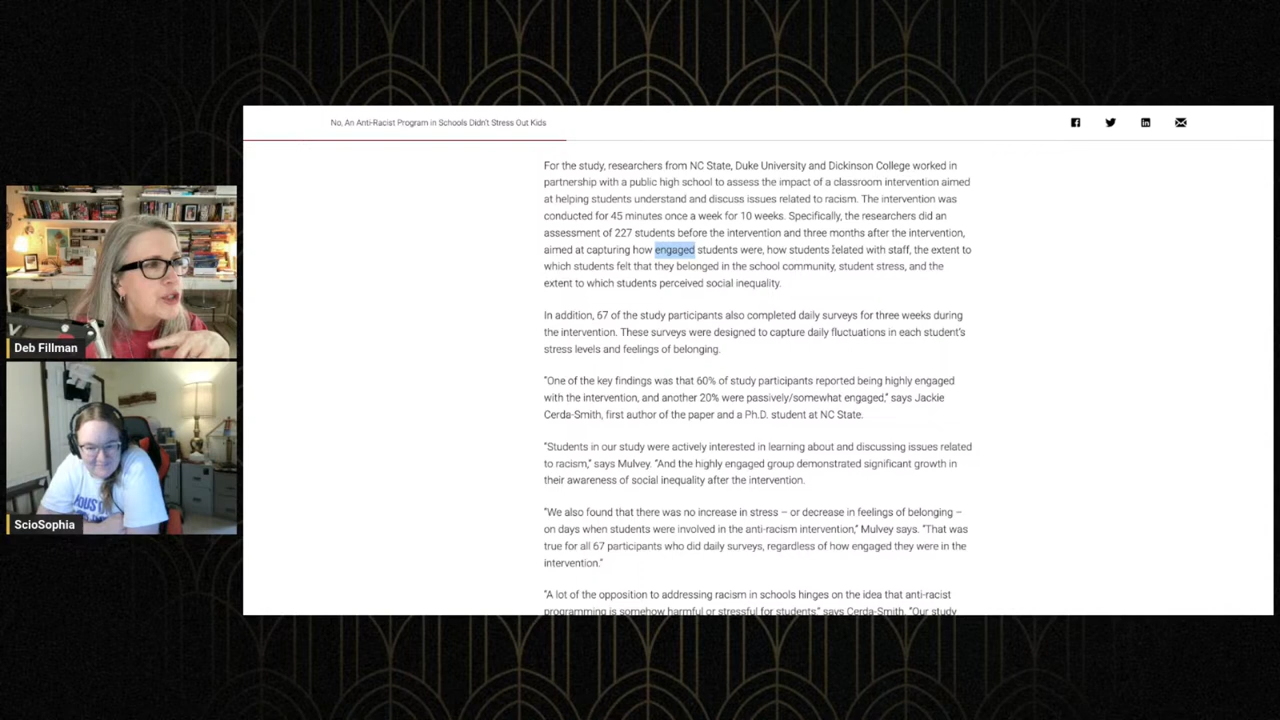 No, An Anti-Racist Program in Schools Didn't Stress Out Kids
For the study, researchers from NC State, Duke University and Dickinson College worked in
partnership with a public high school to assess the impact of a classroom intervention aimed
at helping students understand and discuss issues related to racism. The intervention was
conducted for 45 minutes once a week for 10 weeks. Specifically, the researchers did an
assessment of 227 students before the intervention and three months after the intervention,
aimed at capturing how engaged students were, how students related with staff, the extent to
which students felt that they belonged in the school community, student stress, and the
extent to which students perceived social inequality.
In addition, 67 of the study participants also completed daily surveys for three weeks during
the intervention. These surveys were designed to capture daily fluctuations in each student's
stress levels and feelings of belonging.
"One of the key findings was that 60% of study participants reported being highly engaged
with the intervention, and another 20% were passively/somewhat engaged," says Jackie
Cerda-Smith, first author of the paper and a Ph.D. student at NC State.
"Students in our study were actively interested in learning about and discussing issues related
to racism," says Mulvey. "And the highly engaged group demonstrated significant growth in
their awareness of social inequality after the intervention.
"We also found that there was no increase in stress – or decrease in feelings of belonging –
on days when students were involved in the anti-racism intervention," Mulvey says. "That was
true for all 67 participants who did daily surveys, regardless of how engaged they were in the
intervention."
"A lot of the opposition to addressing racism in schools hinges on the idea that anti-racist
programming is somehow harmful or stressful for students," says Cerda-Smith. "Our study
Deb Fillman
ScioSophia